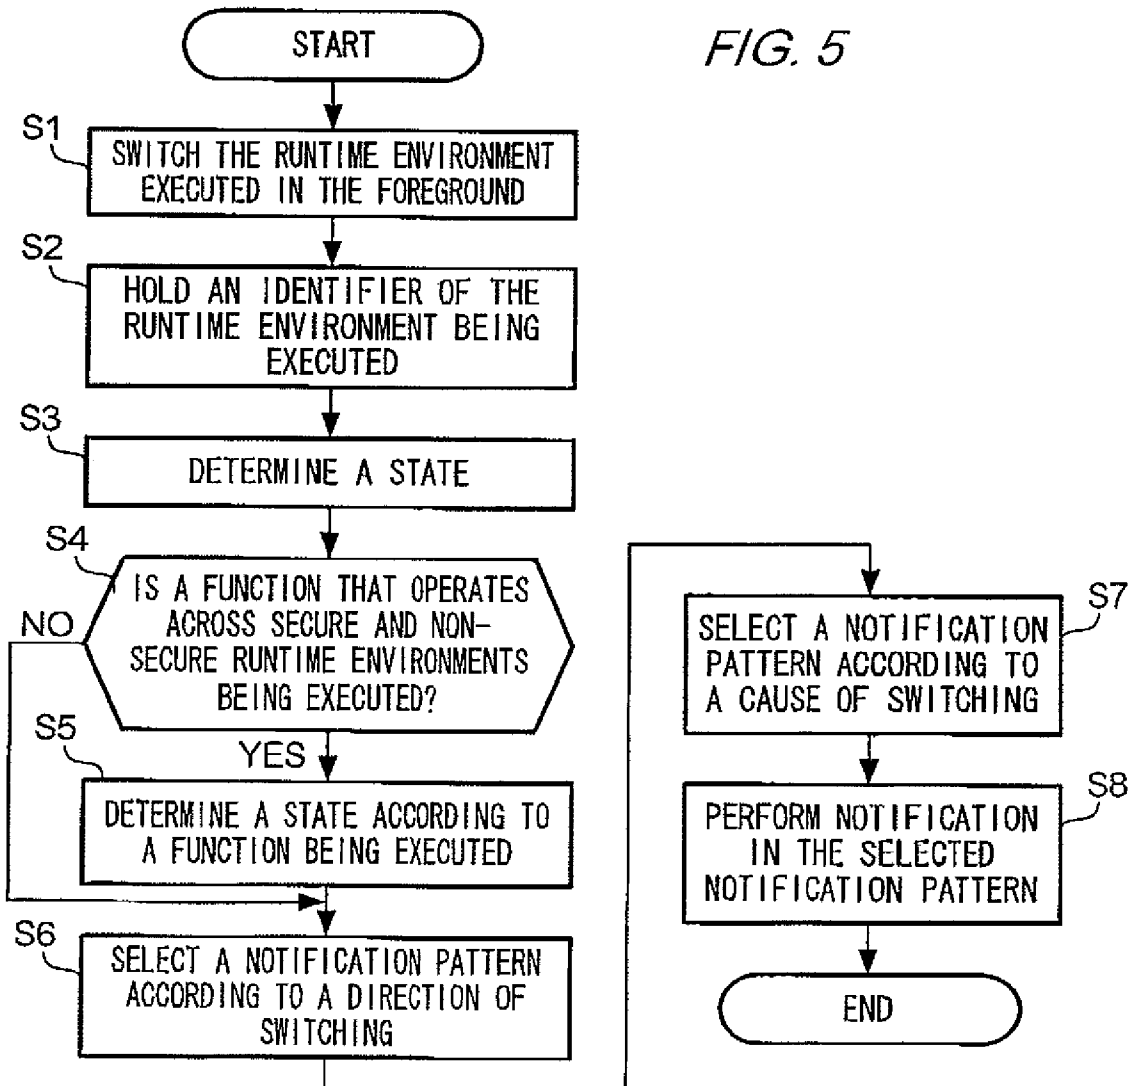 FIG. 5
START
S1
SWITCH THE RUNTIME ENVIRONMENT
EXECUTED IN THE FOREGROUND
S2
HOLD AN IDENTIFIER OF THE
RUNTIME ENVIRONMENT BEING
EXECUTED
S3
DETERMINE A STATE
S4
IS A FUNCTION THAT OPERATES
ACROSS SECURE AND NON-
SECURE RUNTIME ENVIRONMENTS
BEING EXECUTED?
NO
YES
S5
DETERMINE A STATE ACCORDING TO
A FUNCTION BEING EXECUTED
S6
SELECT A NOTIFICATION PATTERN
ACCORDING TO A DIRECTION OF
SWITCHING
S7
SELECT A NOTIFICATION
PATTERN ACCORDING TO
A CAUSE OF SWITCHING
S8
PERFORM NOTIFICATION
IN THE SELECTED
NOTIFICATION PATTERN
END